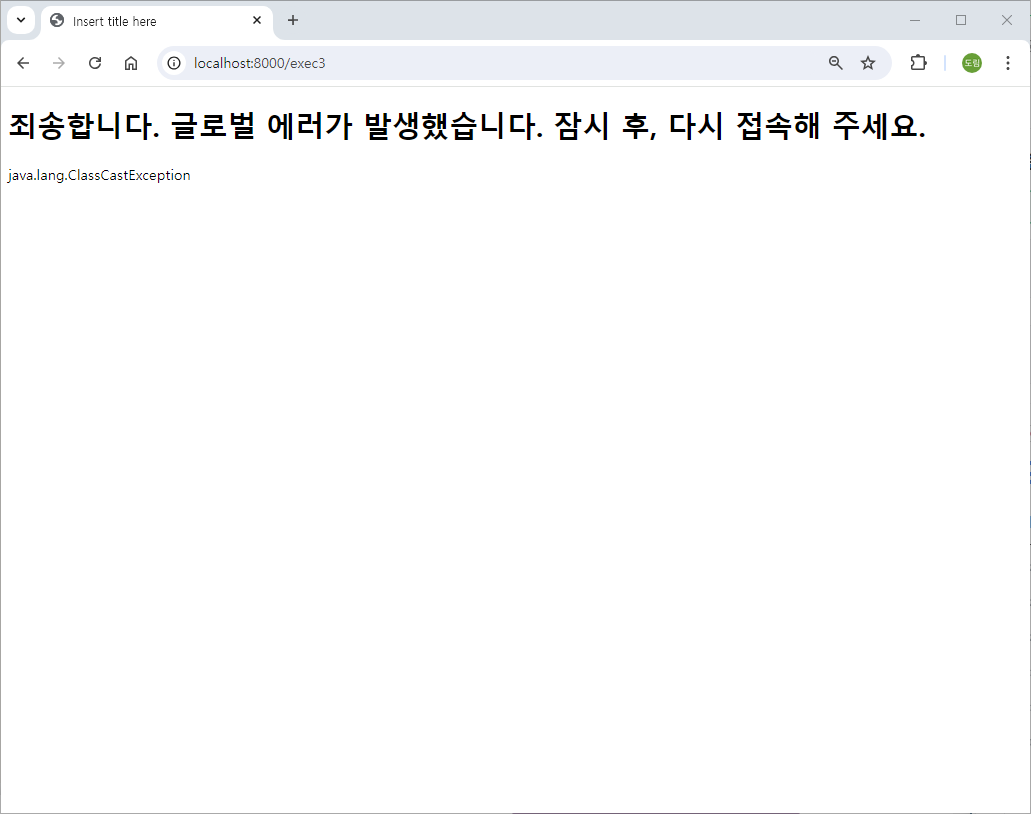 Insert title here
localhost:8000/exec3
도림
죄송합니다. 글로벌 에러가 발생했습니다. 잠시 후, 다시 접속해 주세요.
java.lang.ClassCastException